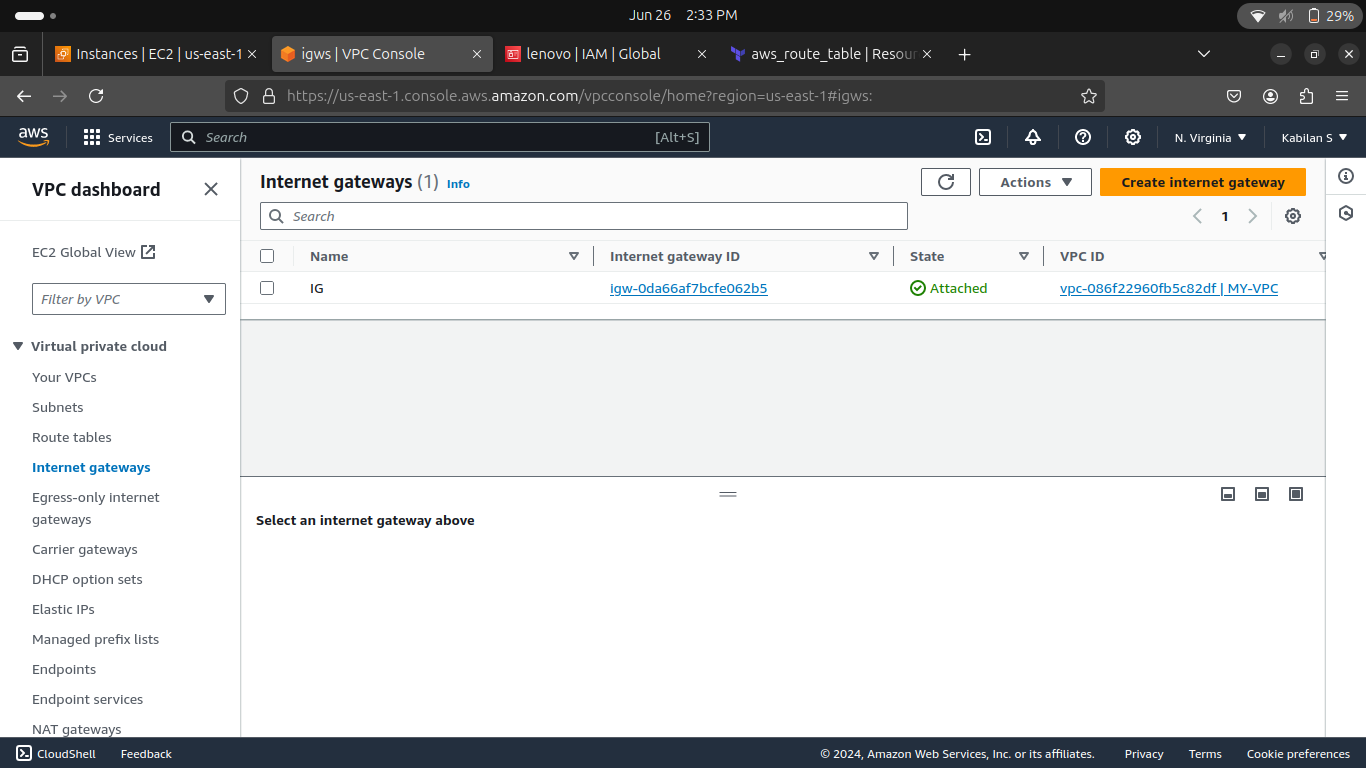 Jun 26 2:33 PM
29%
Instances | EC2 | us-east-1
igws | VPC Console
lenovo | IAM | Global
aws_route_table | Resour
https://us-east-1.console.aws.amazon.com/vpcconsole/home?region=us-east-1#igws:
aws
Services
Search
[Alt+S]
N. Virginia
Kabilan S
VPC dashboard
EC2 Global View
Filter by VPC
Virtual private cloud
Your VPCs
Subnets
Route tables
Internet gateways
Egress-only internet
gateways
Carrier gateways
DHCP option sets
Elastic IPs
Managed prefix lists
Endpoints
Endpoint services
NAT gateways
Internet gateways (1) Info
Actions
Create internet gateway
Search
1
Name Internet gateway ID State VPC ID
IG igw-0da66af7bcfe062b5 Attached vpc-086f22960fb5c82df | MY-VPC
Select an internet gateway above
CloudShell Feedback © 2024, Amazon Web Services, Inc. or its affiliates. Privacy Terms Cookie preferences